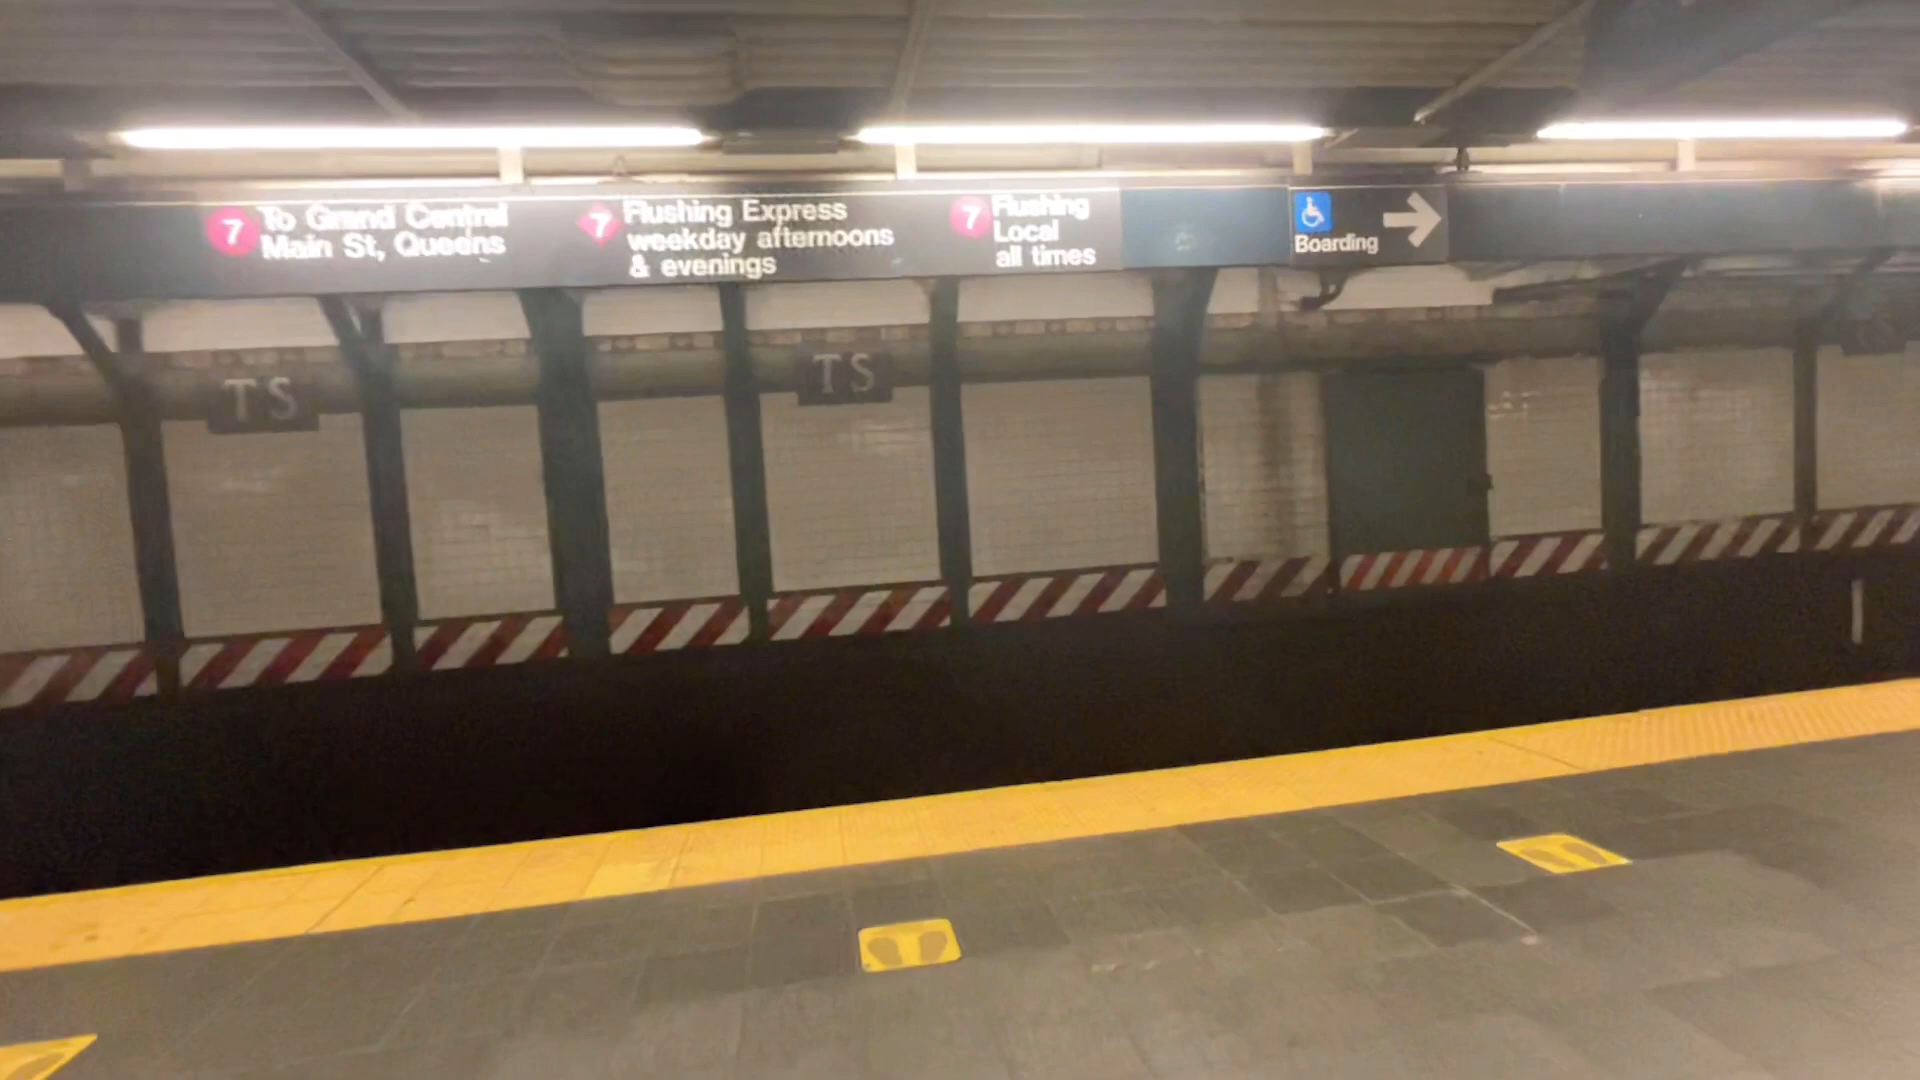 7 To Grand Central
Main St, Queens
7 Flushing Express
weekday afternoons
& evenings
7 Flushing
Local
all times
Boarding
TS
TS